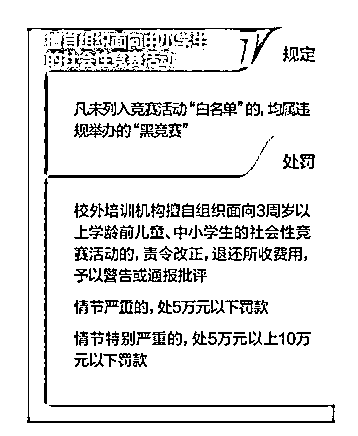 擅自组织面向中小学生
的社会性竞赛活动
规定
凡未列入竞赛活动“白名单”的，均属违
规举办的“黑竞赛”
处罚
校外培训机构擅自组织面向3周岁以
上学龄前儿童、中小学生的社会性竞
赛活动的，责令改正，退还所收费用，
予以警告或通报批评
情节严重的，处5万元以下罚款
情节特别严重的，处5万元以上10万
元以下罚款